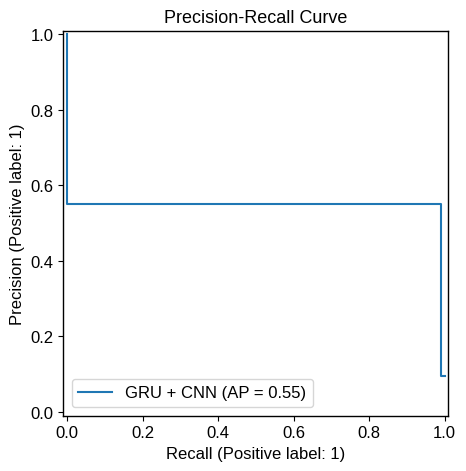 Precision-Recall Curve
Precision (Positive label: 1)
1.0
0.8
0.6
0.4
0.2
0.0
GRU + CNN (AP = 0.55)
0.0 0.2 0.4 0.6 0.8 1.0
Recall (Positive label: 1)